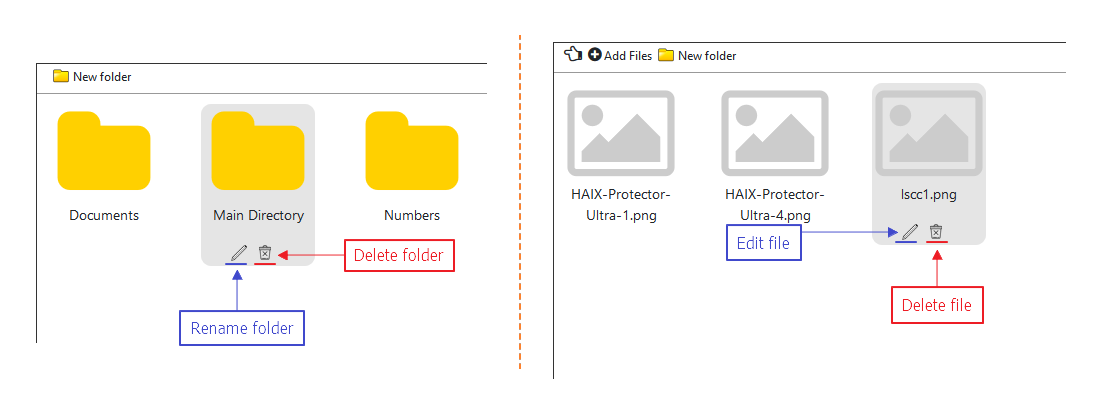 New folder
Documents
Main Directory
Numbers
Delete folder
Rename folder
Add Files
New folder
HAIX-Protector-
Ultra-1.png
HAIX-Protector-
Ultra-4.png
lscc1.png
Edit file
Delete file